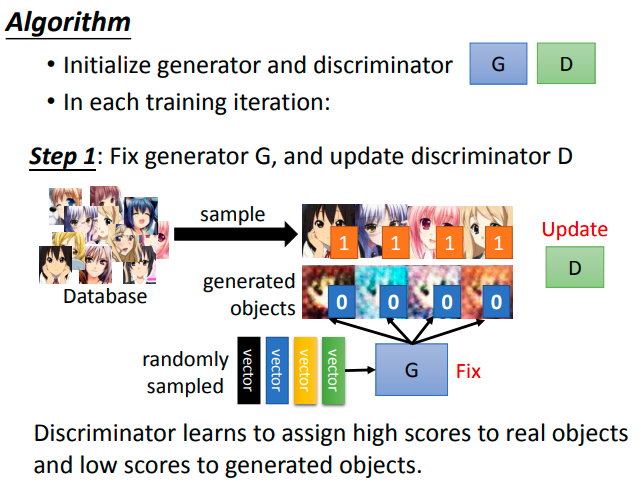 Algorithm
• Initialize generator and discriminator G D
• In each training iteration:
Step 1: Fix generator G, and update discriminator D
sample
Database
1 1 1 1
Update
D
generated
objects
0 0 0 0
randomly
sampled
vector vector vector vector
G
Fix
Discriminator learns to assign high scores to real objects
and low scores to generated objects.